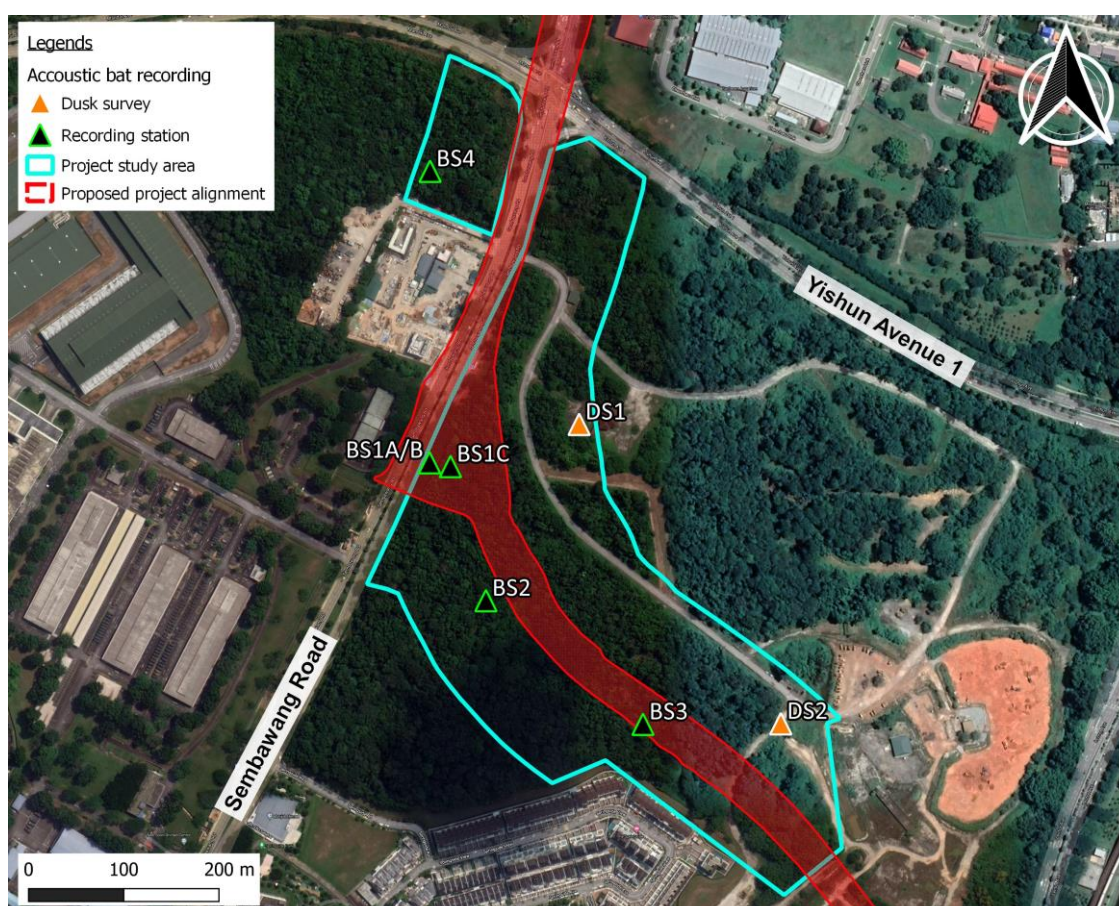 Legends
Accoustic bat recording
Dusk survey
Recording station
Project study area
Proposed project alignment
BS4
Yishun Avenue 1
DS1
BS1A/B
BS1C
BS2
BS3
DS2
Sembawang Road
0 100 200 m